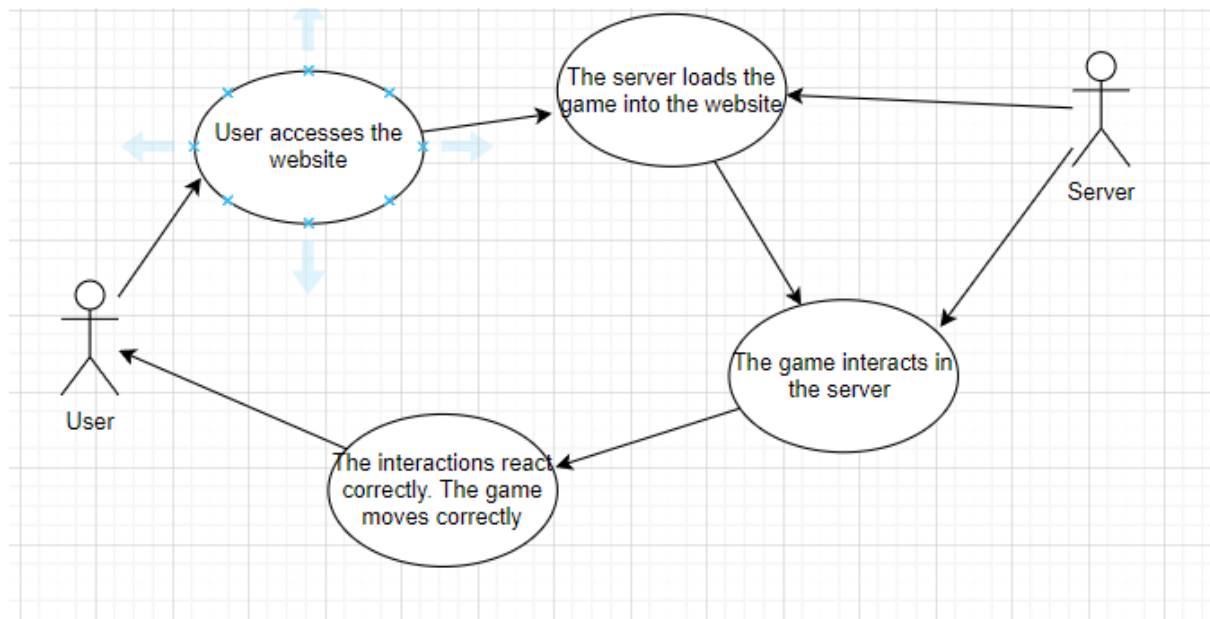 User accesses the
website
The server loads the
game into the website
Server
The game interacts in
the server
User
The interactions react
correctly. The game
moves correctly